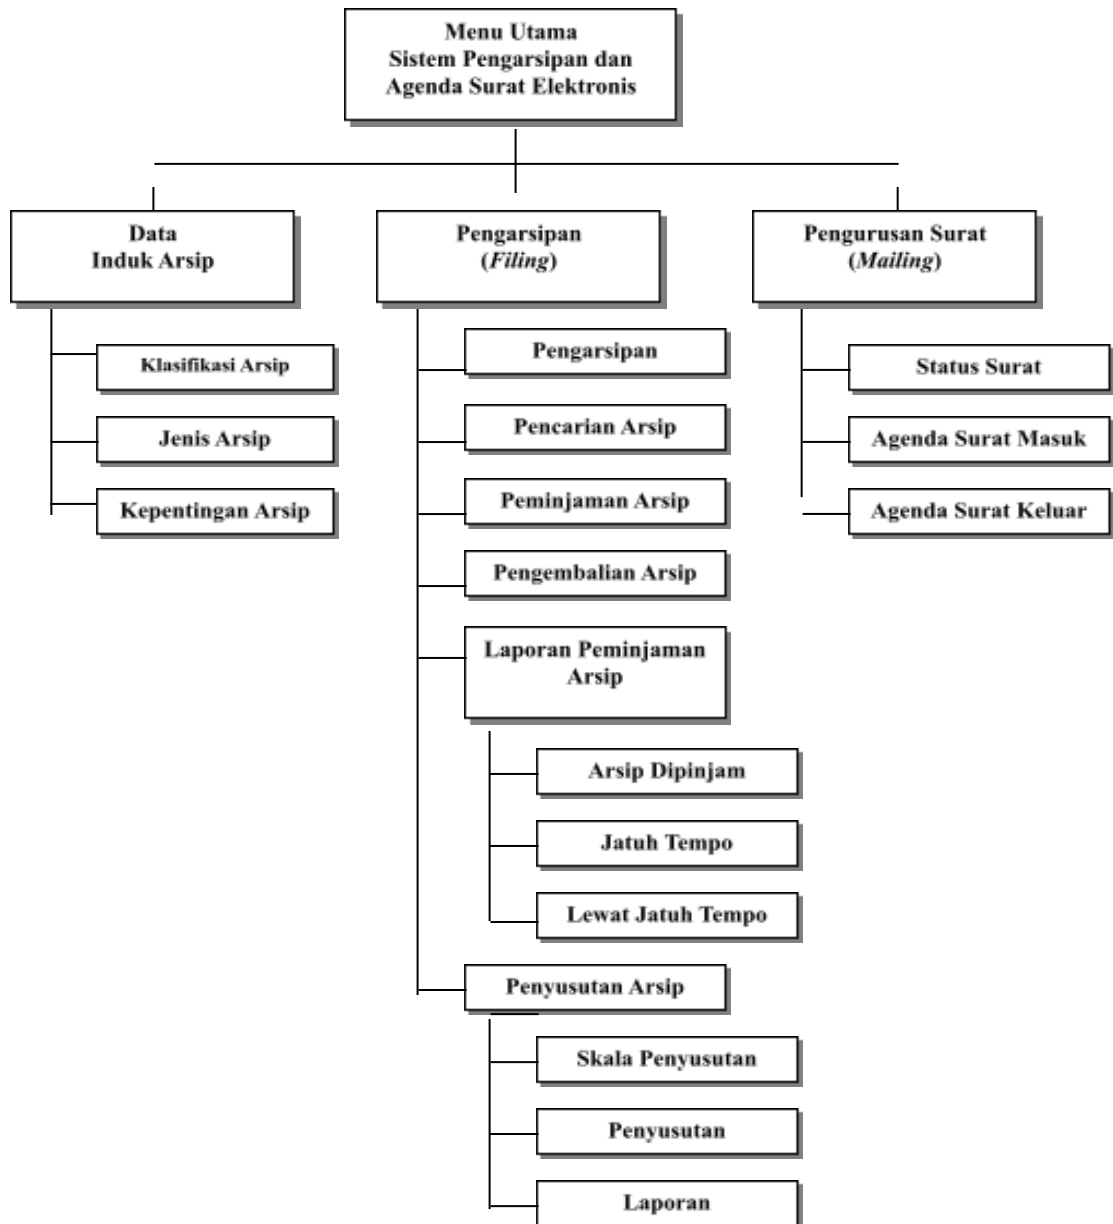 Menu Utama
Sistem Pengarsipan dan
Agenda Surat Elektronis
Data
Induk Arsip
Klasifikasi Arsip
Jenis Arsip
Kepentingan Arsip
Pengarsipan
(Filing)
Pengarsipan
Pencarian Arsip
Peminjaman Arsip
Pengembalian Arsip
Laporan Peminjaman
Arsip
Arsip Dipinjam
Jatuh Tempo
Lewat Jatuh Tempo
Penyusutan Arsip
Skala Penyusutan
Penyusutan
Laporan
Pengurusan Surat
(Mailing)
Status Surat
Agenda Surat Masuk
Agenda Surat Keluar